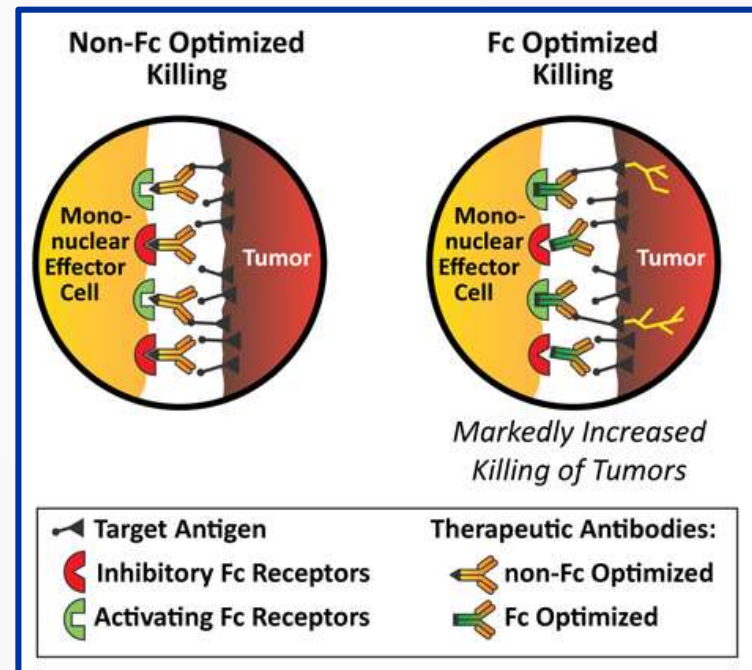 Non-Fc Optimized
Killing
Fc Optimized
Killing
Mono-
nuclear
Effector
Cell
Tumor
Mono-
nuclear
Effector
Cell
Tumor
Markedly Increased
Killing of Tumors
Target Antigen
Inhibitory Fc Receptors
Activating Fc Receptors
Therapeutic Antibodies:
non-Fc Optimized
Fc Optimized